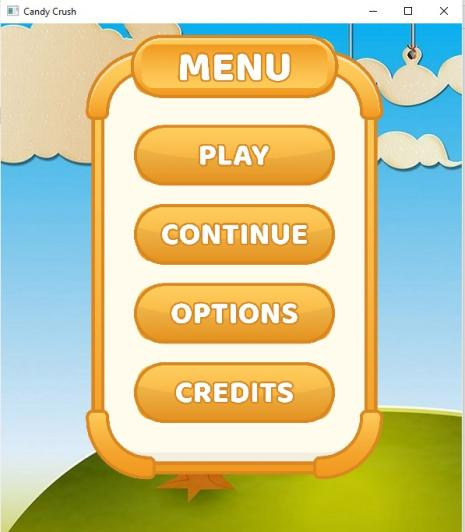 Candy Crush
MENU
PLAY
CONTINUE
OPTIONS
CREDITS